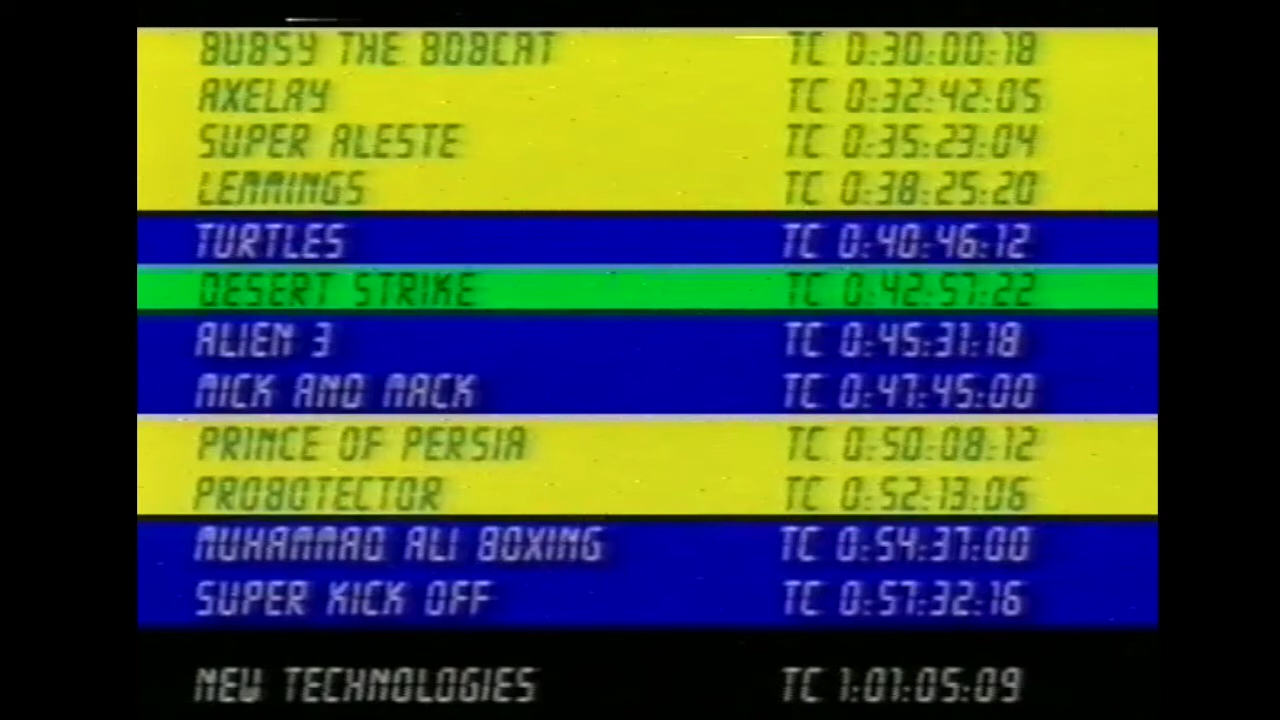 BUBSY THE BOBCAT TC 0:30:00:18
AXELAY TC 0:32:42:05
SUPER ALESTE TC 0:35:23:04
LEMMINGS TC 0:38:25:20
TURTLES TC 0:40:46:12
DESERT STRIKE TC 0:42:57:22
ALIEN 3 TC 0:45:31:18
MICK AND MACK TC 0:47:45:00
PRINCE OF PERSIA TC 0:50:08:12
PROBOTECTOR TC 0:52:13:06
MUHAMMAD ALI BOXING TC 0:54:37:00
SUPER KICK OFF TC 0:57:32:16
NEW TECHNOLOGIES TC 1:01:05:09